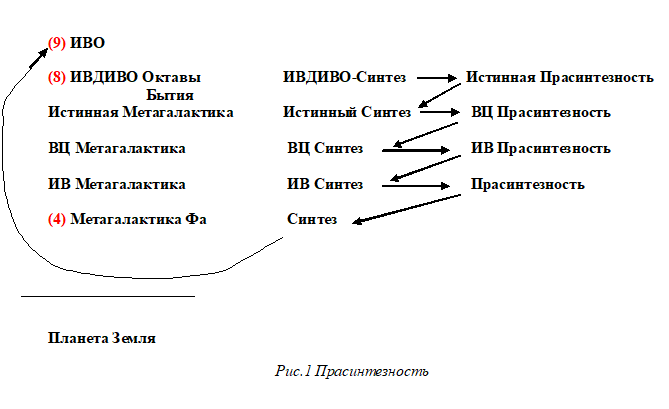 (9) ИВО
(8) ИВДИВО Октавы ИВДИВО-Синтез Истинная Прасинтезность
Бытия
Истинная Метагалактика Истинный Синтез ВЦ Прасинтезность
ВЦ Метагалактика ВЦ Синтез ИВ Прасинтезность
ИВ Метагалактика ИВ Синтез Прасинтезность
(4) Метагалактика Фа Синтез
Планета Земля
Рис.1 Прасинтезность